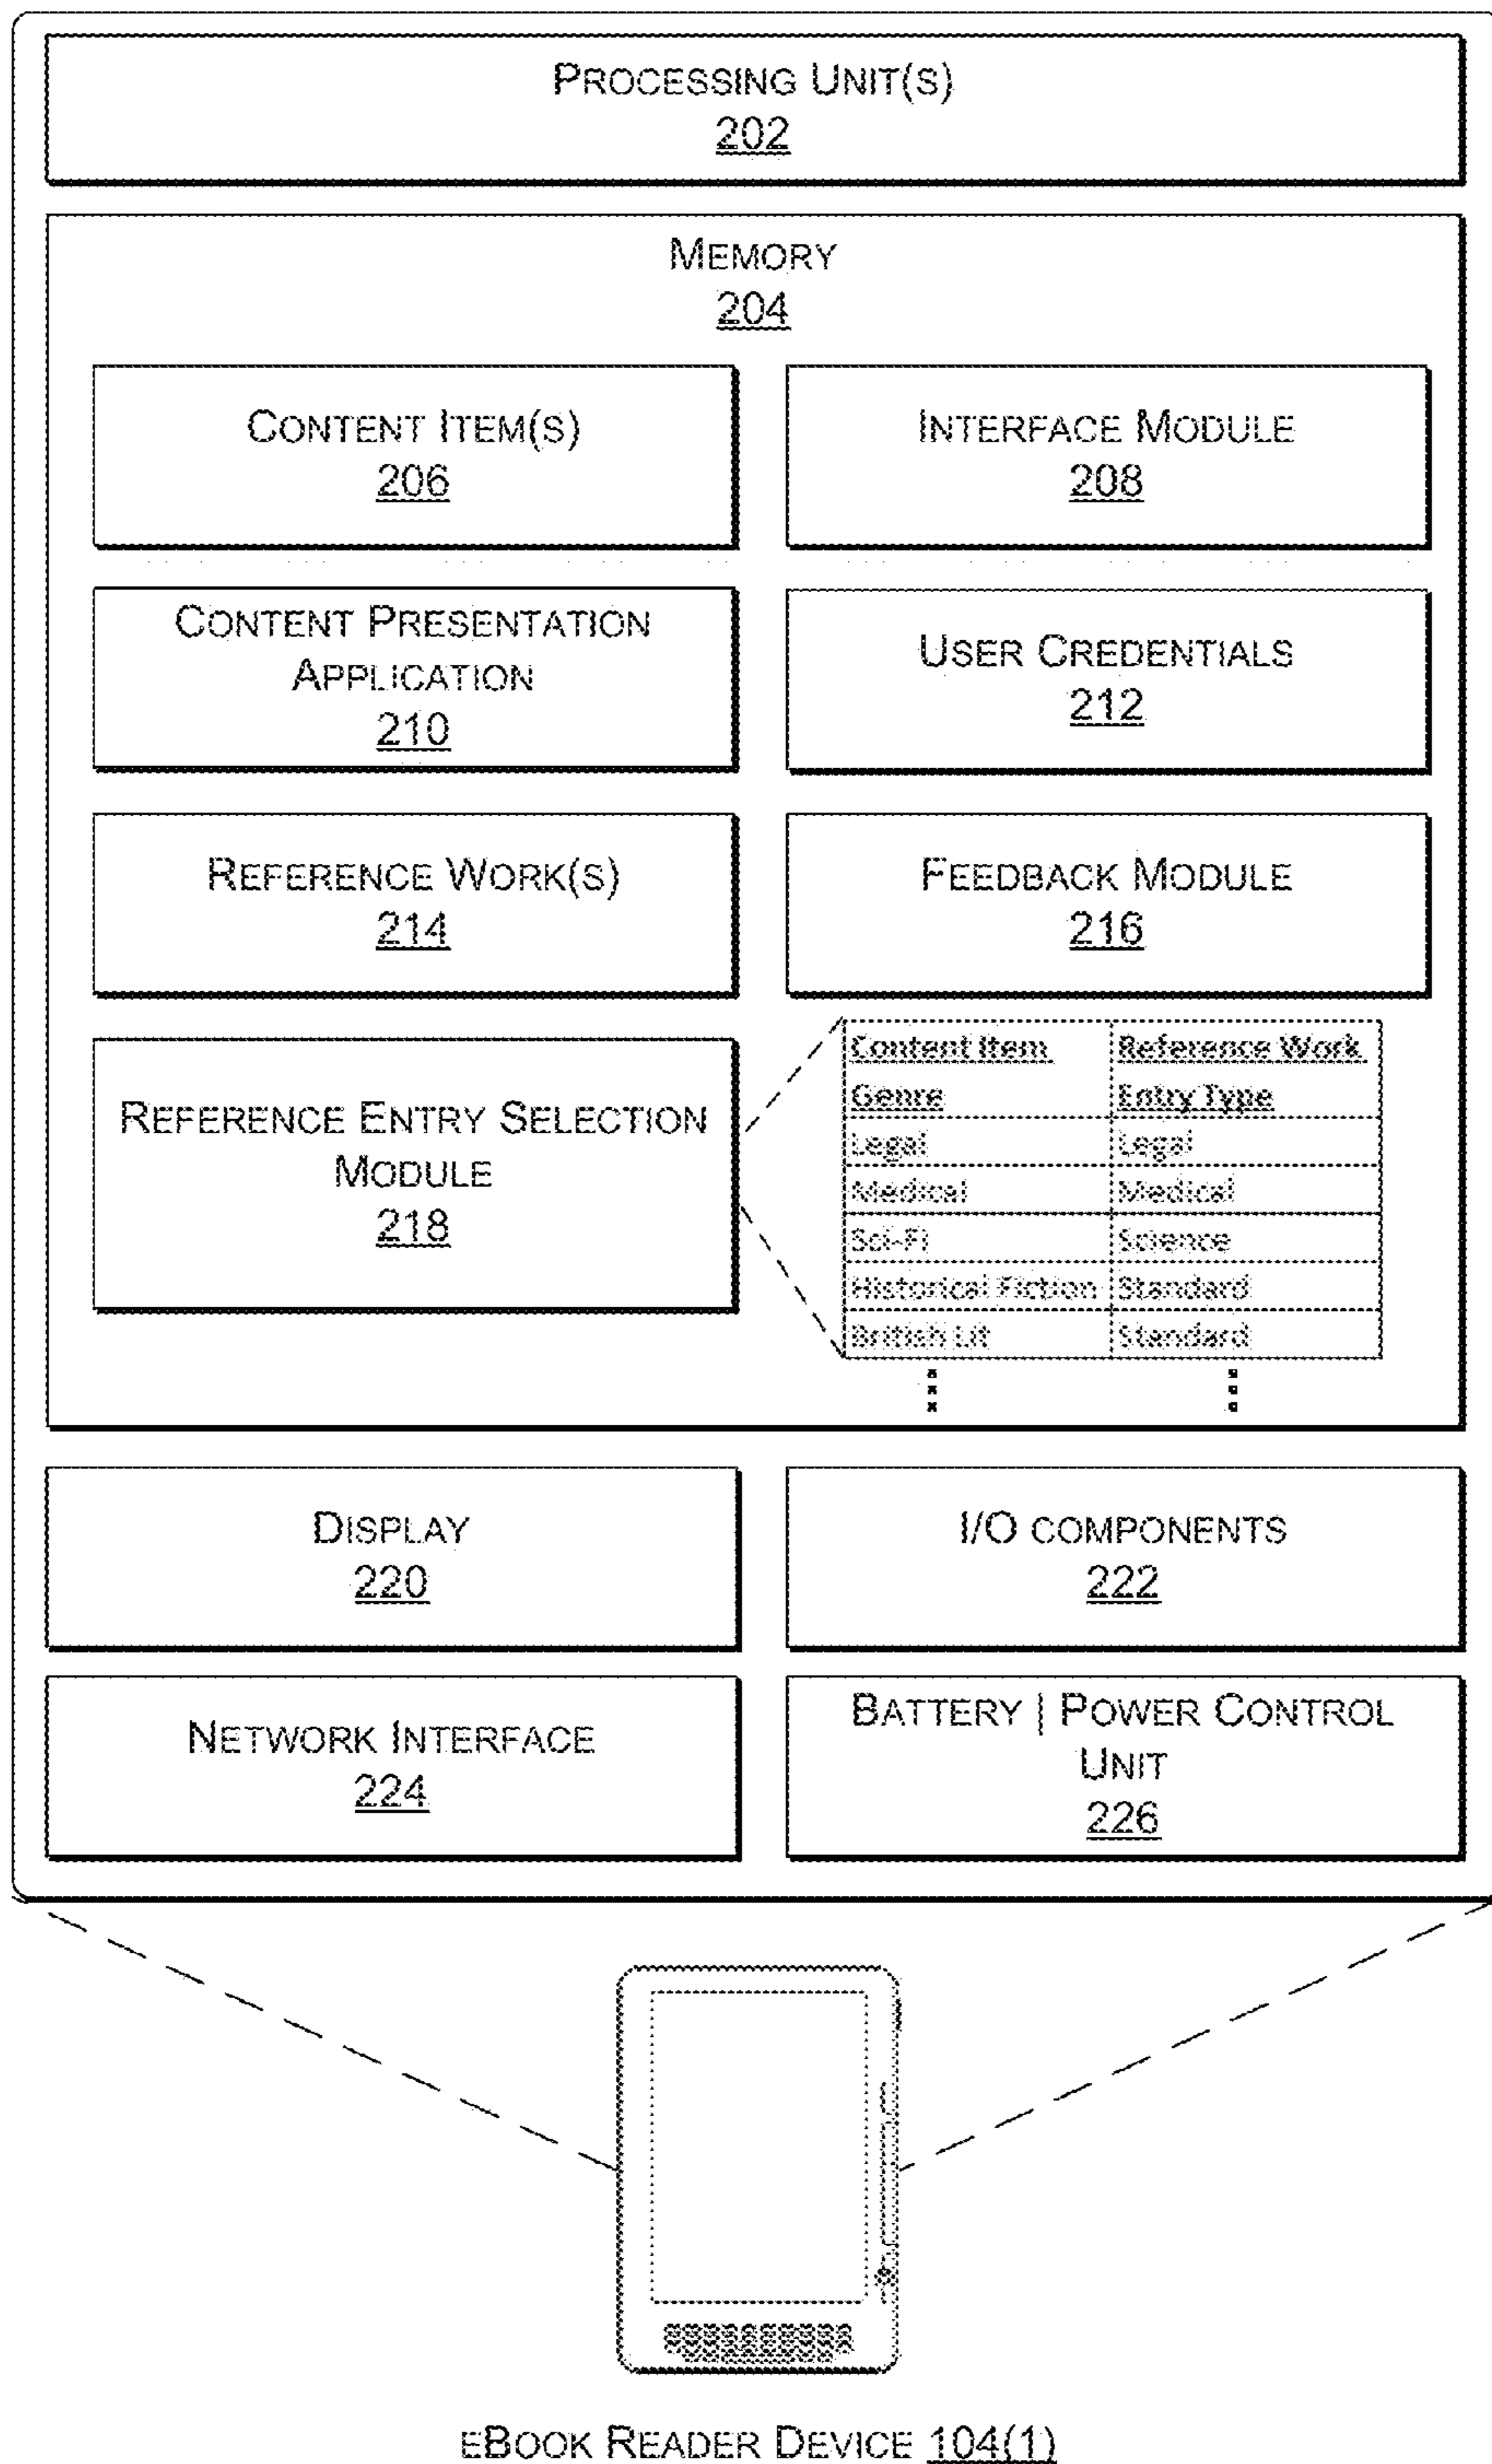 PROCESSING UNIT(S)
202
MEMORY
204
CONTENT ITEM(S)
206
INTERFACE MODULE
208
CONTENT PRESENTATION
APPLICATION
210
USER CREDENTIALS
212
REFERENCE WORK(S)
214
FEEDBACK MODULE
216
REFERENCE ENTRY SELECTION
MODULE
218
Content Item Reference Work
Genre Entry Type
Legal Legal
Medical Medical
Sci-Fi Science
Historical Fiction Standard
British Lit Standard
DISPLAY
220
I/O COMPONENTS
222
NETWORK INTERFACE
224
BATTERY | POWER CONTROL
UNIT
226
EBOOK READER DEVICE 104(1)